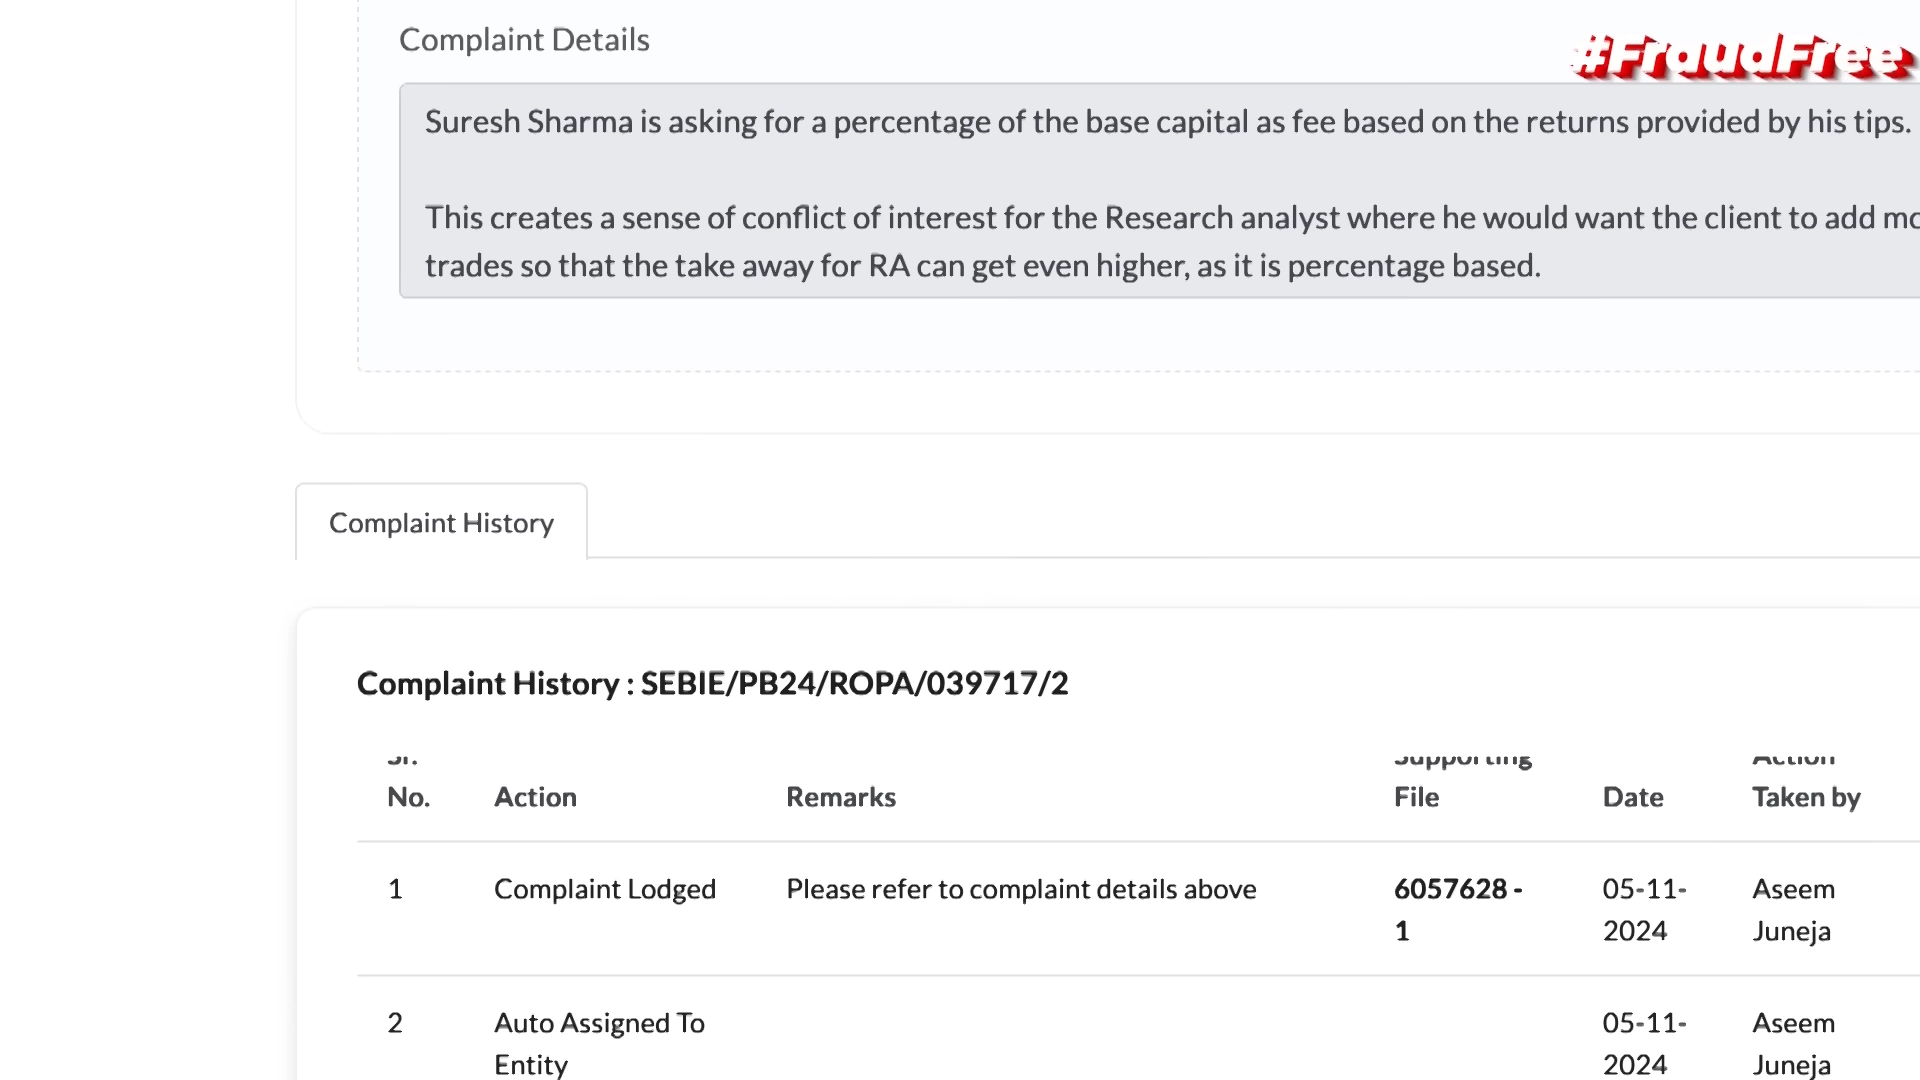 Complaint Details
#FraudFree
Suresh Sharma is asking for a percentage of the base capital as fee based on the returns provided by his tips.
This creates a sense of conflict of interest for the Research analyst where he would want the client to add
trades so that the take away for RA can get even higher, as it is percentage based.
Complaint History
Complaint History : SEBIE/PB24/ROPA/039717/2
Sr. No. Action Remarks Supporting File Date Action Taken by
1 Complaint Lodged Please refer to complaint details above 6057628 - 1 05-11-2024 Aseem Juneja
2 Auto Assigned To Entity 05-11-2024 Aseem Juneja